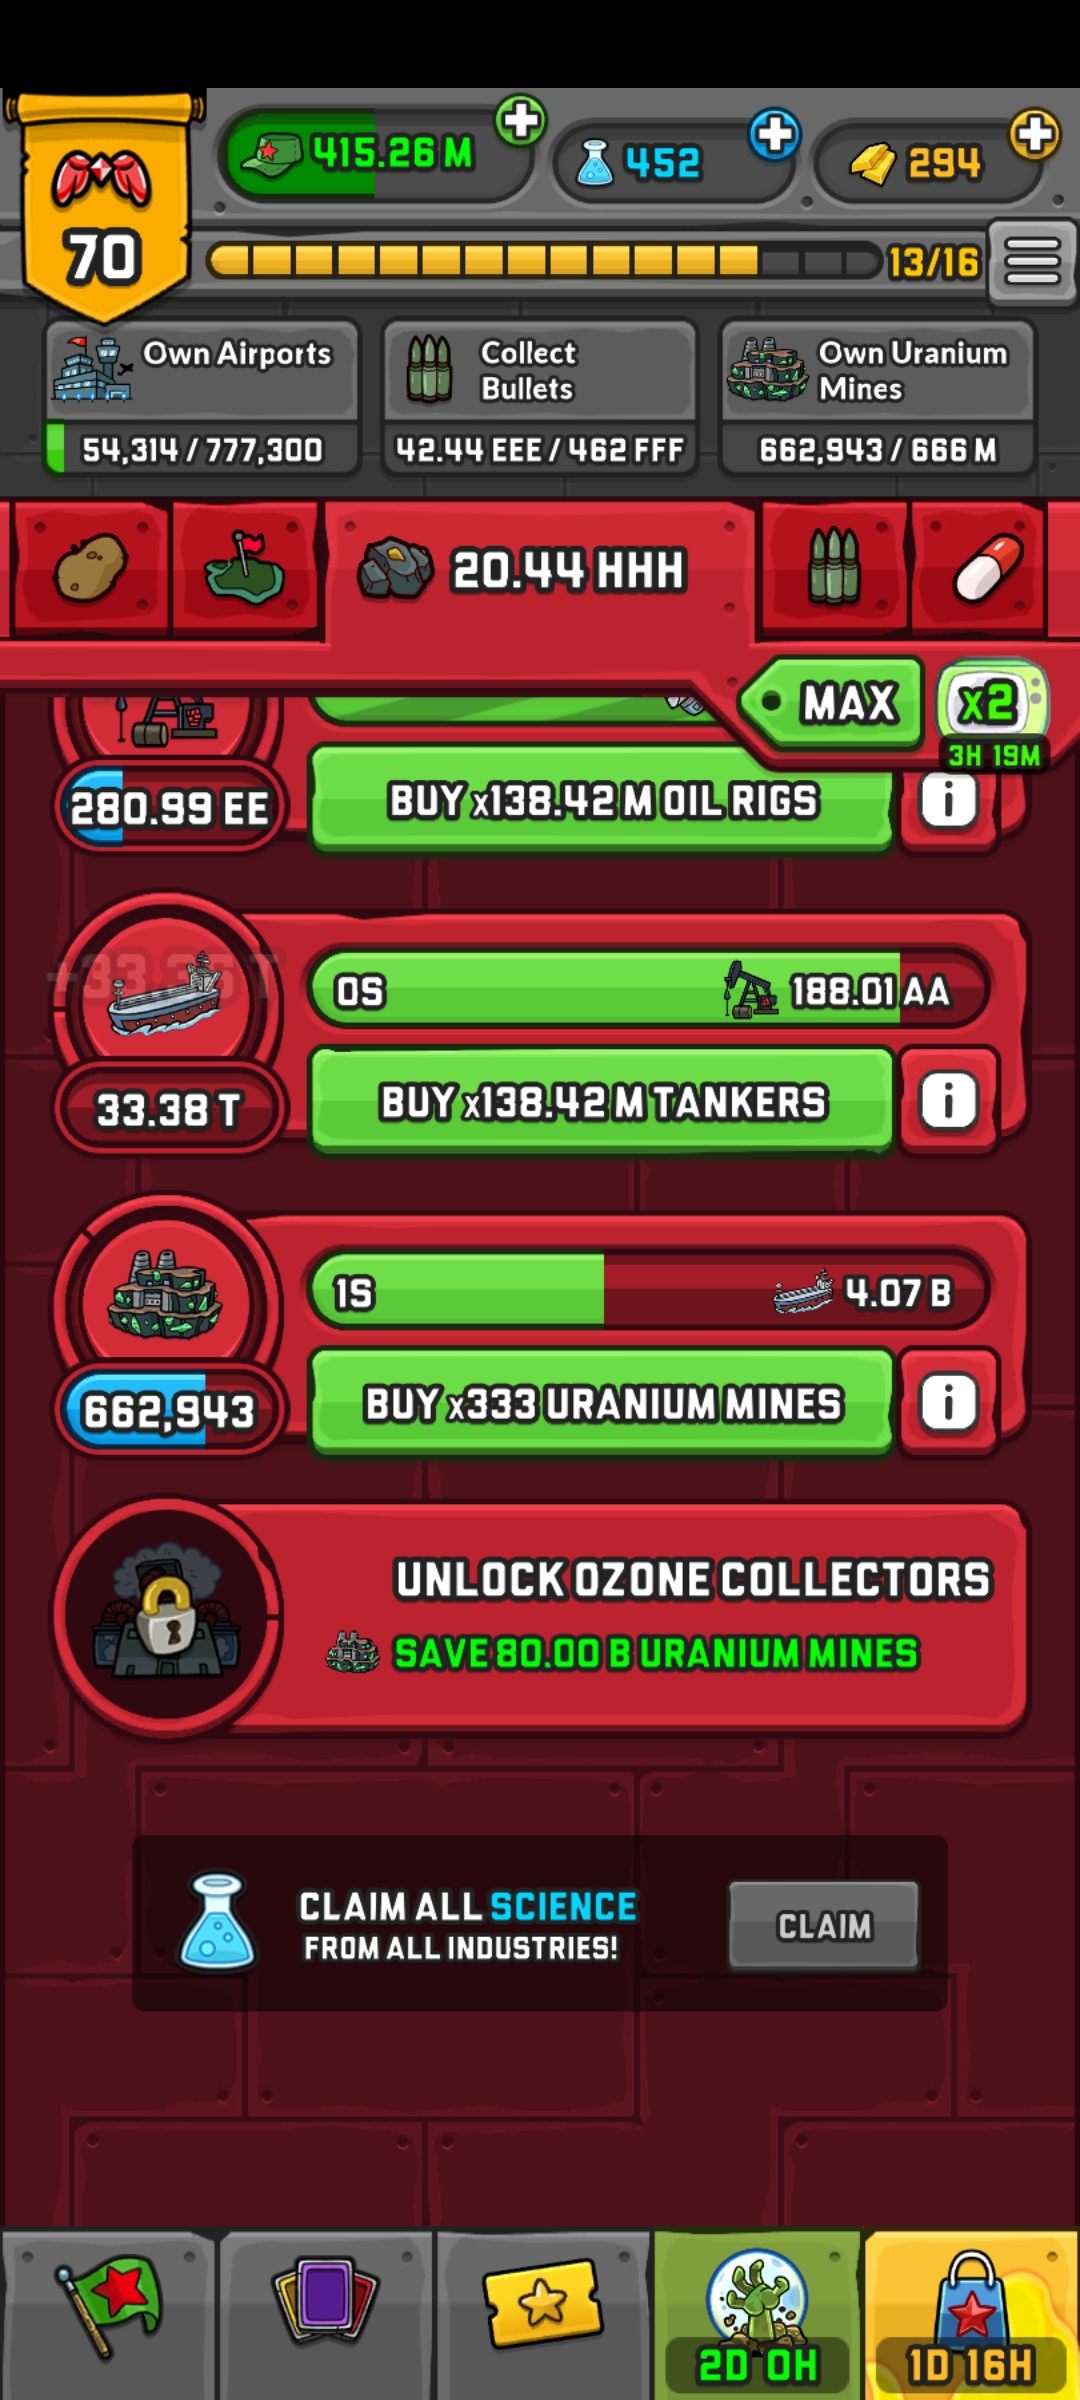 415.26 M
452
294
70
13/16
Own Airports
54,314 / 777,300
Collect
Bullets
42.44 EEE / 462 FFF
Own Uranium
Mines
662,943 / 666 M
20.44 HHH
MAX
x2
3H 19M
280.99 EE
BUY x138.42 M OIL RIGS
i
+33.36 T
0S
188.01 AA
33.38 T
BUY x138.42 M TANKERS
i
1S
4.07 B
662,943
BUY x333 URANIUM MINES
i
UNLOCK OZONE COLLECTORS
SAVE 80.00 B URANIUM MINES
CLAIM ALL SCIENCE
FROM ALL INDUSTRIES!
CLAIM
2D 0H
1D 16H